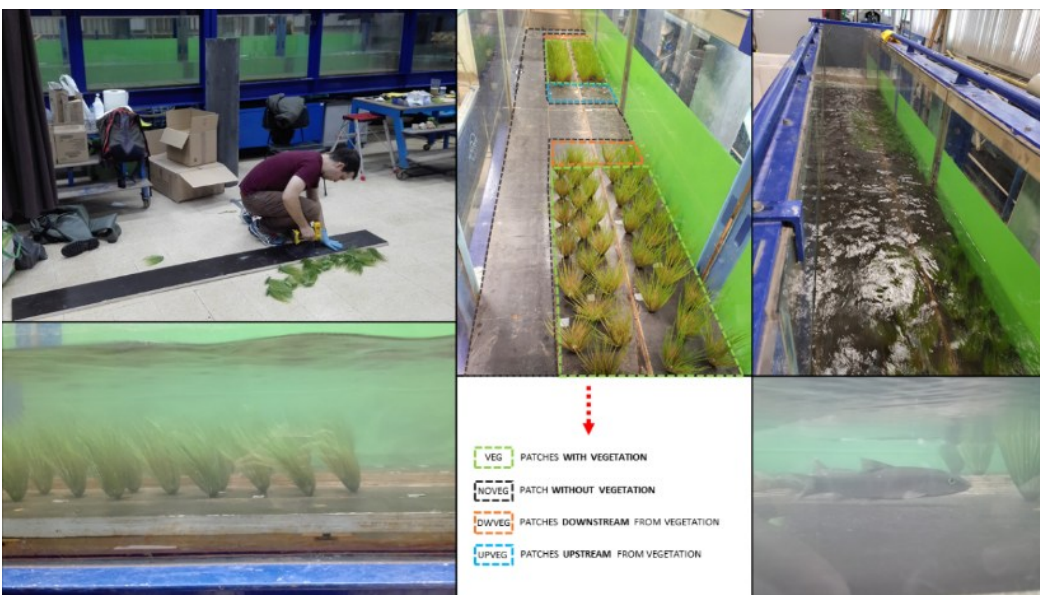 VEG PATCHES WITH VEGETATION
NOVEG PATCH WITHOUT VEGETATION
DWVEG PATCHES DOWNSTREAM FROM VEGETATION
UPVEG PATCHES UPSTREAM FROM VEGETATION